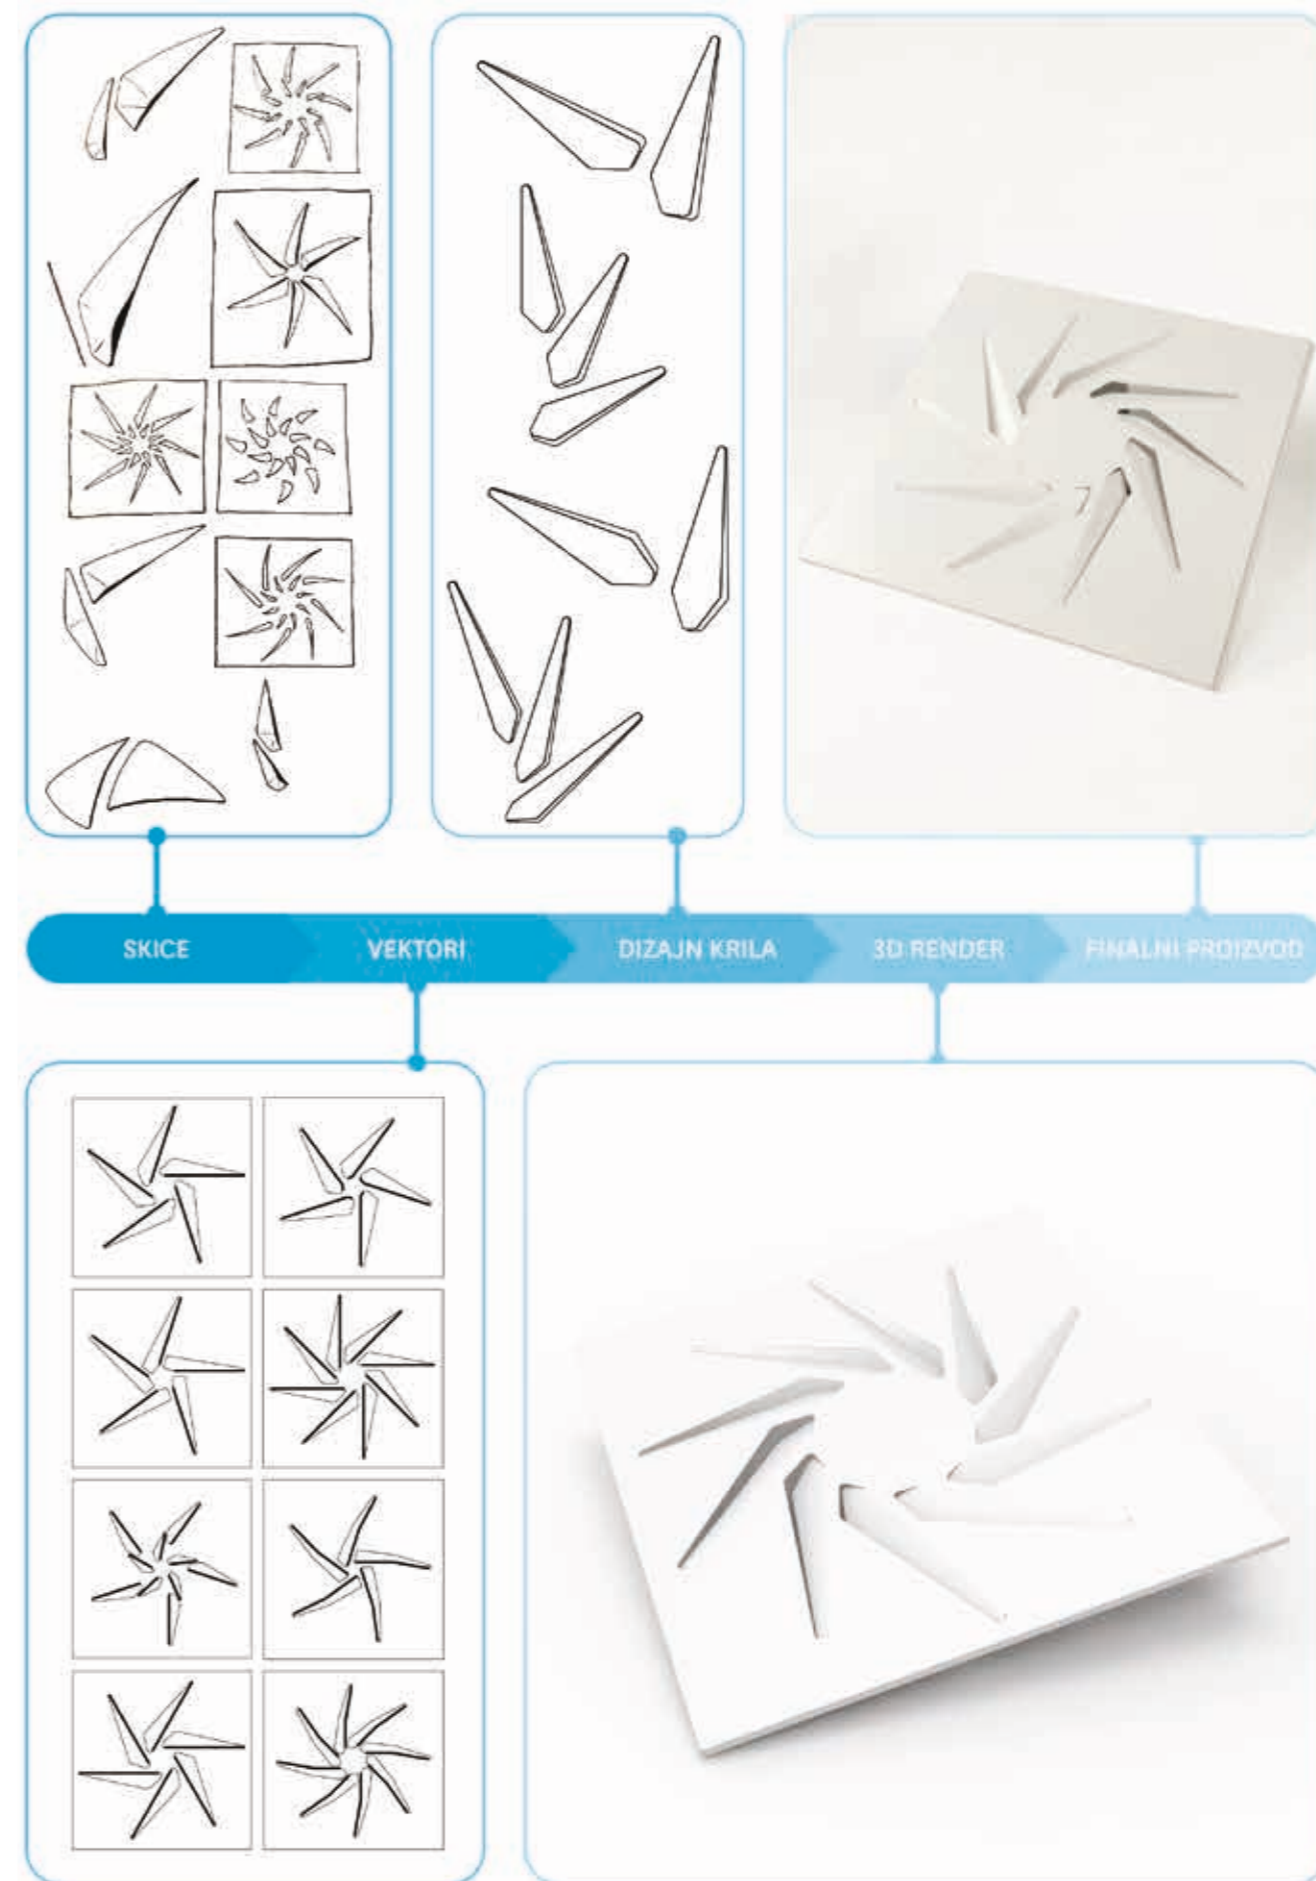 SKICE
VEKTORI
DIZAJN KRILA
3D RENDER
FINALNI PROIZVOD